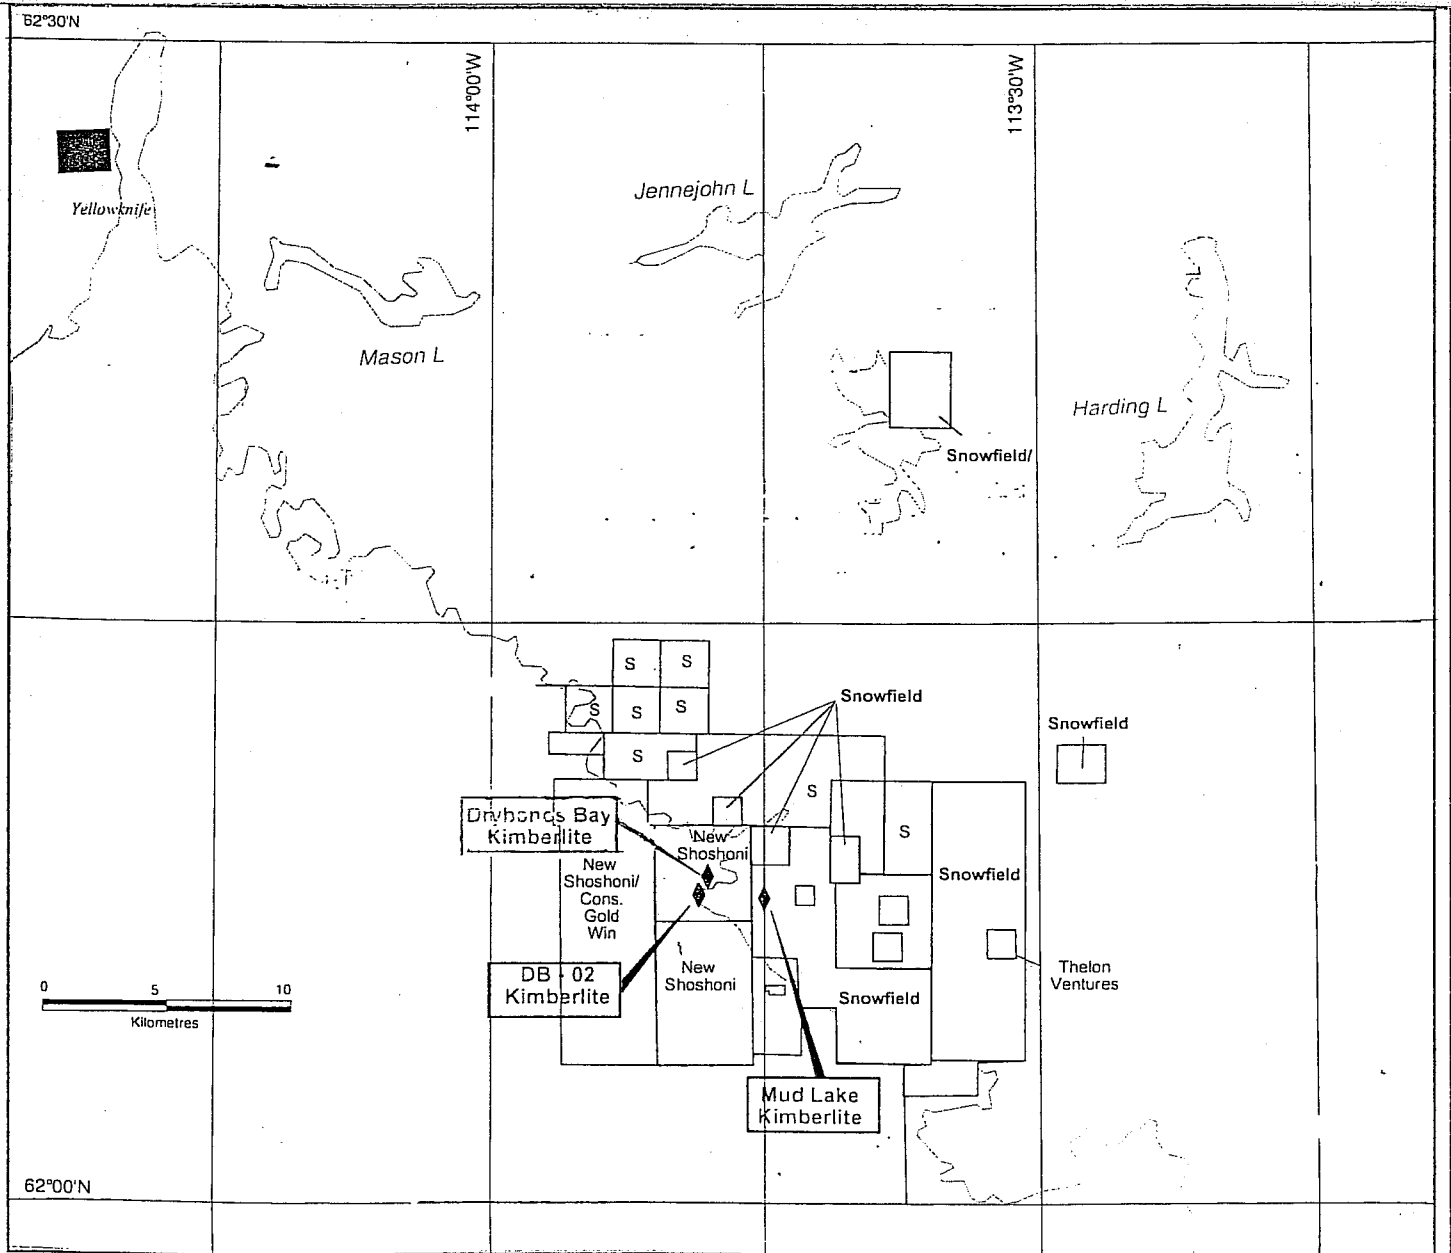 62°30'N
114°00'W
113°30'W
Yellowknife
Jennejohn L
Mason L
Harding L
Snowfield/
S
S
S
S
S
Snowfield
Snowfield
S
S
S
Drybones Bay
Kimberlite
New
Shoshoni
New
Shoshoni/
Cons.
Gold
Win
Snowfield
DB - 02
Kimberlite
New
Shoshoni
Snowfield
Thelon
Ventures
0
5
10
Kilometres
Mud Lake
Kimberlite
62°00'N